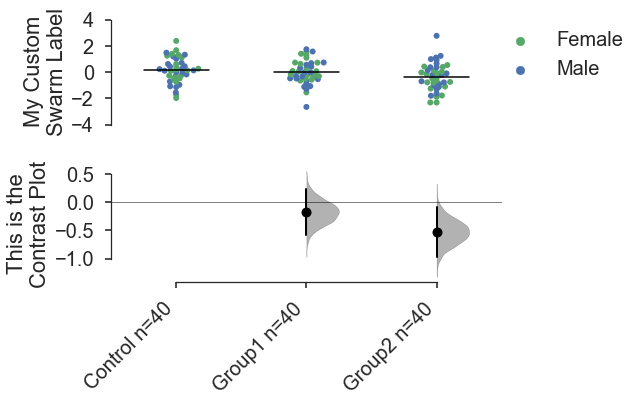 My Custom
Swarm Label
4
2
0
−2
−4
Female
Male
This is the
Contrast Plot
0.5
0.0
−0.5
−1.0
Control n=40
Group1 n=40
Group2 n=40